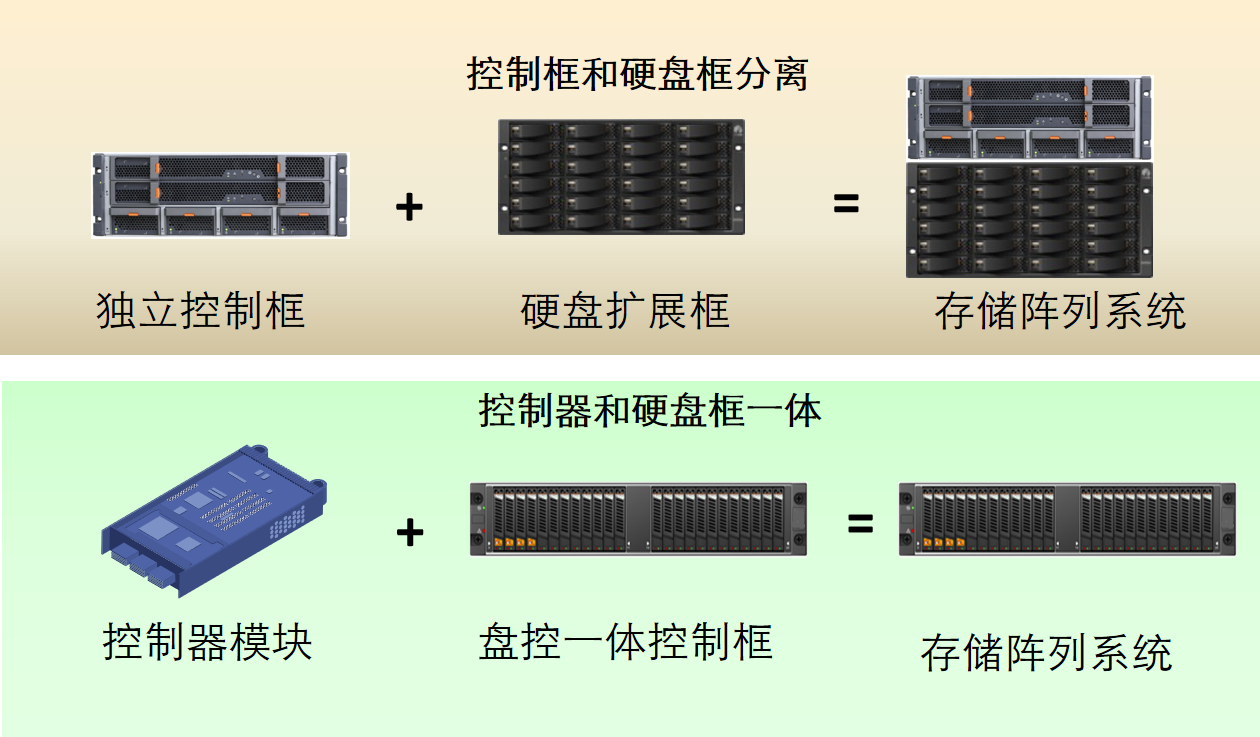 控制框和硬盘框分离
+
=
独立控制框
硬盘扩展框
存储阵列系统
控制器和硬盘框一体
+
=
控制器模块
盘控一体控制框
存储阵列系统